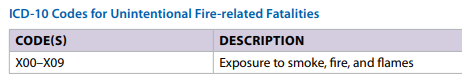 ICD-10 Codes for Unintentional Fire-related Fatalities
CODE(S) DESCRIPTION
X00–X09 Exposure to smoke, fire, and flames